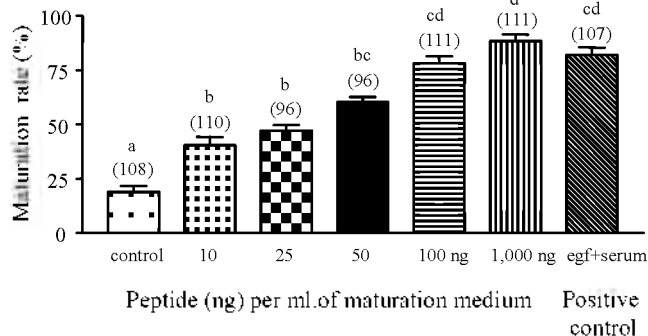 Maturation rate (%)
100
75
50
25
0
a
(108)
b
(110)
b
(96)
bc
(96)
cd
(111)
d
(111)
cd
(107)
control
10
25
50
100 ng
1,000 ng
egf+serum
Peptide (ng) per ml.of maturation medium
Positive
control